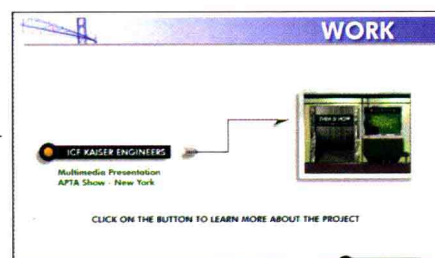 WORK
ICF KAISER ENGINEERS
Multimedia Presentation
APTA Show - New York
CLICK ON THE BUTTON TO LEARN MORE ABOUT THE PROJECT